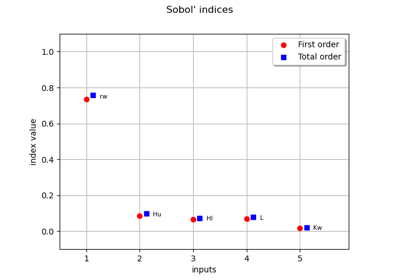 Sobol' indices
First order
Total order
1.0
0.8
0.6
0.4
0.2
0.0
index value
rw
Hu
Hl
L
Kw
1 2 3 4 5
inputs